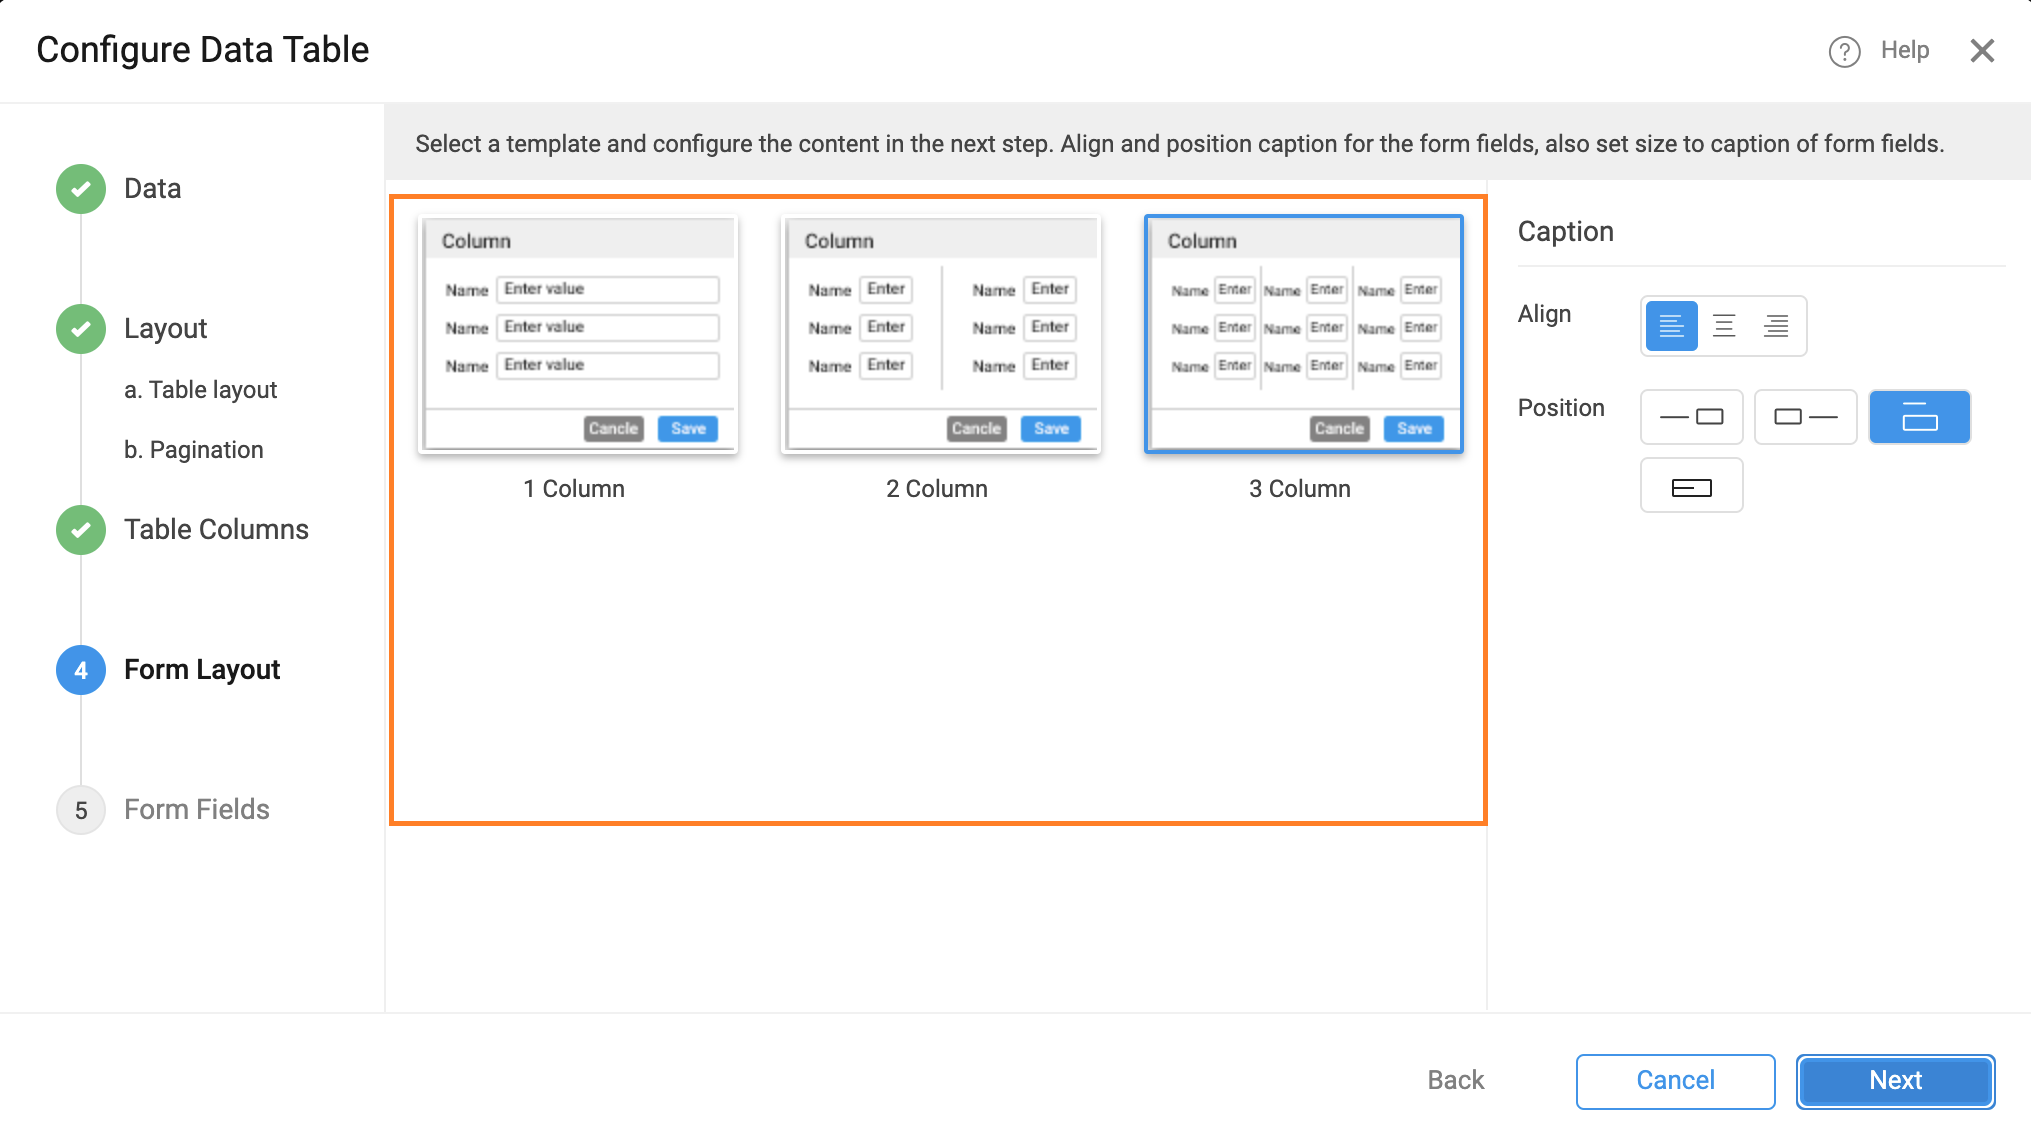 Configure Data Table
? Help
Select a template and configure the content in the next step. Align and position caption for the form fields, also set size to caption of form fields.
Data
Layout
a. Table layout
b. Pagination
Table Columns
4 Form Layout
5 Form Fields
Column
Name Enter value
Name Enter value
Name Enter value
Cancle Save
1 Column
Column
Name Enter Name Enter
Name Enter Name Enter
Name Enter Name Enter
Cancle Save
2 Column
Column
Name Enter Name Enter Name Enter
Name Enter Name Enter Name Enter
Name Enter Name Enter Name Enter
Cancle Save
3 Column
Caption
Align
Position
Back Cancel Next